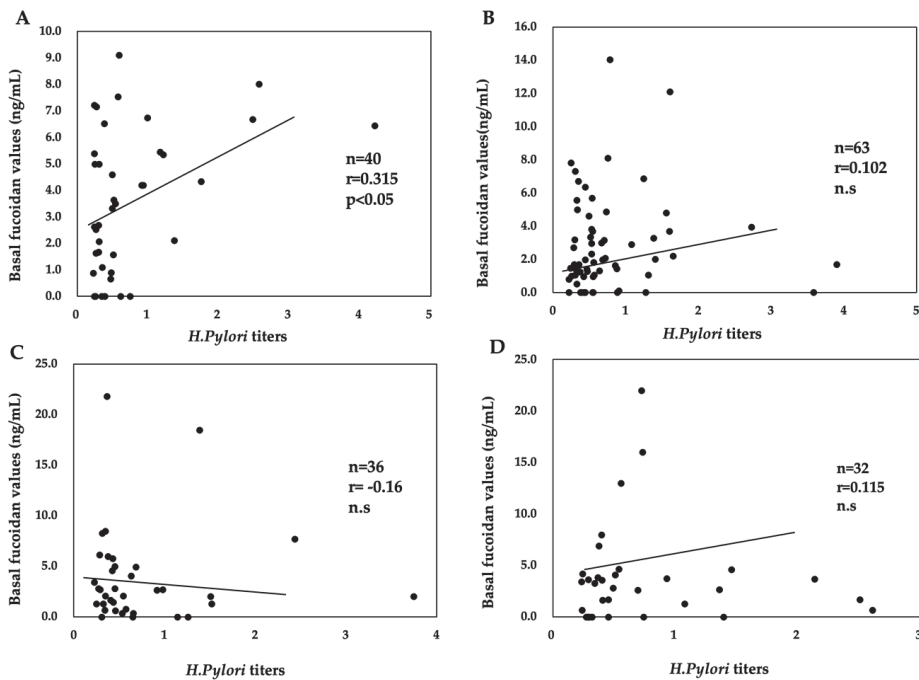 A
Basal fucoidan values (ng/mL)
10.0
9.0
8.0
7.0
6.0
5.0
4.0
3.0
2.0
1.0
0.0
0 1 2 3 4 5
H.Pylori titers
n=40
r=0.315
p<0.05
B
Basal fucoidan values(ng/mL)
16.0
14.0
12.0
10.0
8.0
6.0
4.0
2.0
0.0
0 1 2 3 4 5
H.Pylori titers
n=63
r=0.102
n.s
C
Basal fucoidan values (ng/mL)
25.0
20.0
15.0
10.0
5.0
0.0
0 1 2 3 4
H.Pylori titers
n=36
r= -0.16
n.s
D
Basal fucoidan values (ng/mL)
25.0
20.0
15.0
10.0
5.0
0.0
0 1 2 3
H.Pylori titers
n=32
r=0.115
n.s